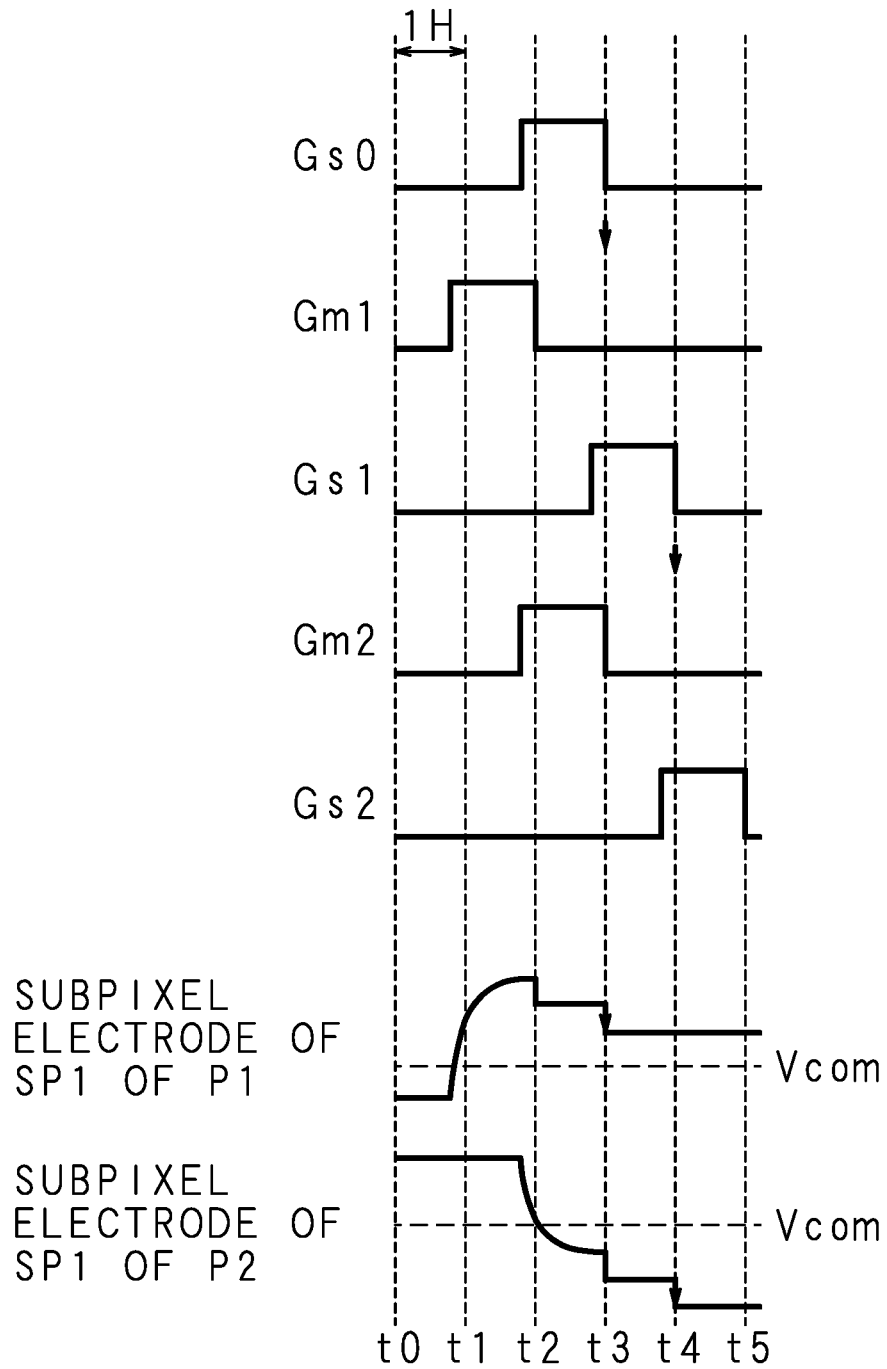 1H
Gs0
Gm1
Gs1
Gm2
Gs2
SUBPIXEL
ELECTRODE OF
SP1 OF P1
Vcom
SUBPIXEL
ELECTRODE OF
SP1 OF P2
Vcom
t0 t1 t2 t3 t4 t5